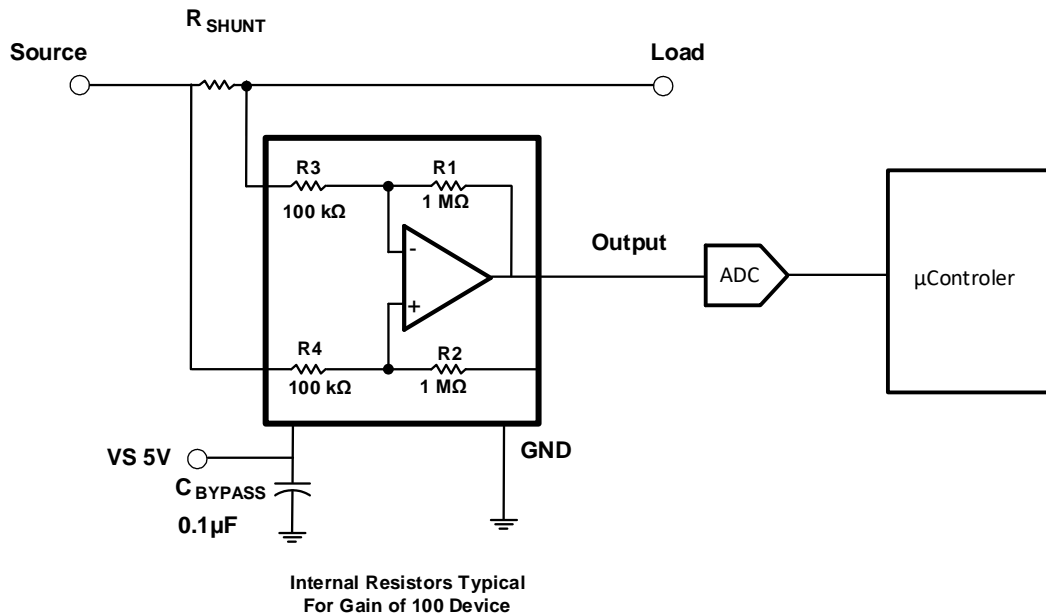 R SHUNT
Source
Load
R3
100 kΩ
R1
1 MΩ
-
+
Output
ADC
µControler
R4
100 kΩ
R2
1 MΩ
GND
VS 5V
C BYPASS
0.1µF
Internal Resistors Typical
For Gain of 100 Device